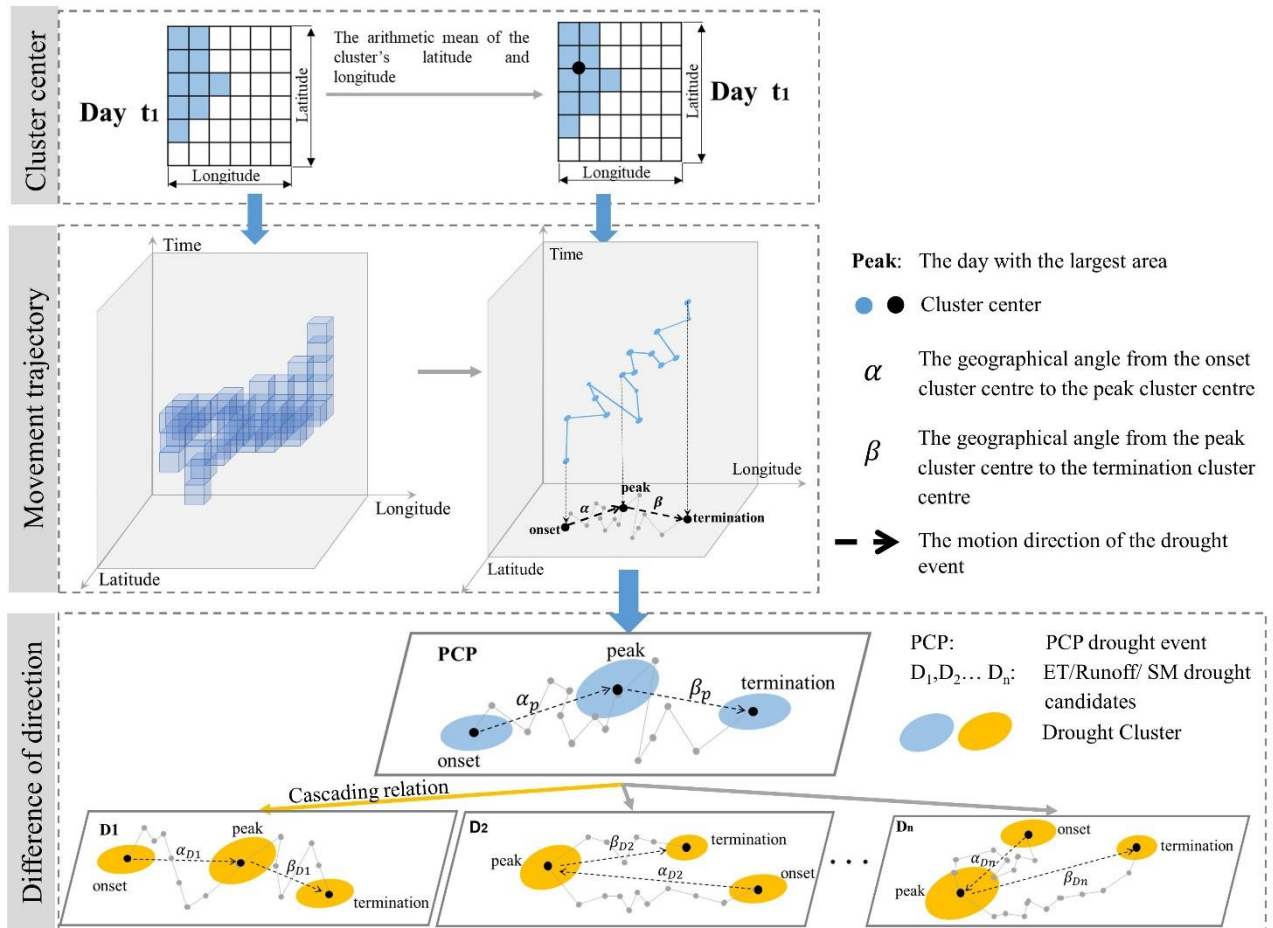 Cluster center
The arithmetic mean of the
cluster's latitude and
longitude
Day t1
Latitude
Longitude
Latitude
Day t1
Longitude
Movement trajectory
Time
Longitude
Latitude
Time
Longitude
peak
α
β
onset
termination
Latitude
Peak: The day with the largest area
Cluster center
α The geographical angle from the onset
cluster centre to the peak cluster centre
β The geographical angle from the peak
cluster centre to the termination cluster
centre
The motion direction of the drought
event
Difference of direction
PCP
peak
termination
αp
βp
onset
PCP: PCP drought event
D1,D2... Dn: ET/Runoff/ SM drought
candidates
Drought Cluster
Cascading relation
D1
peak
αD1
βD1
onset
termination
D2
termination
βD2
peak
αD2
onset
. . .
Dn
onset
αDn
termination
βDn
peak